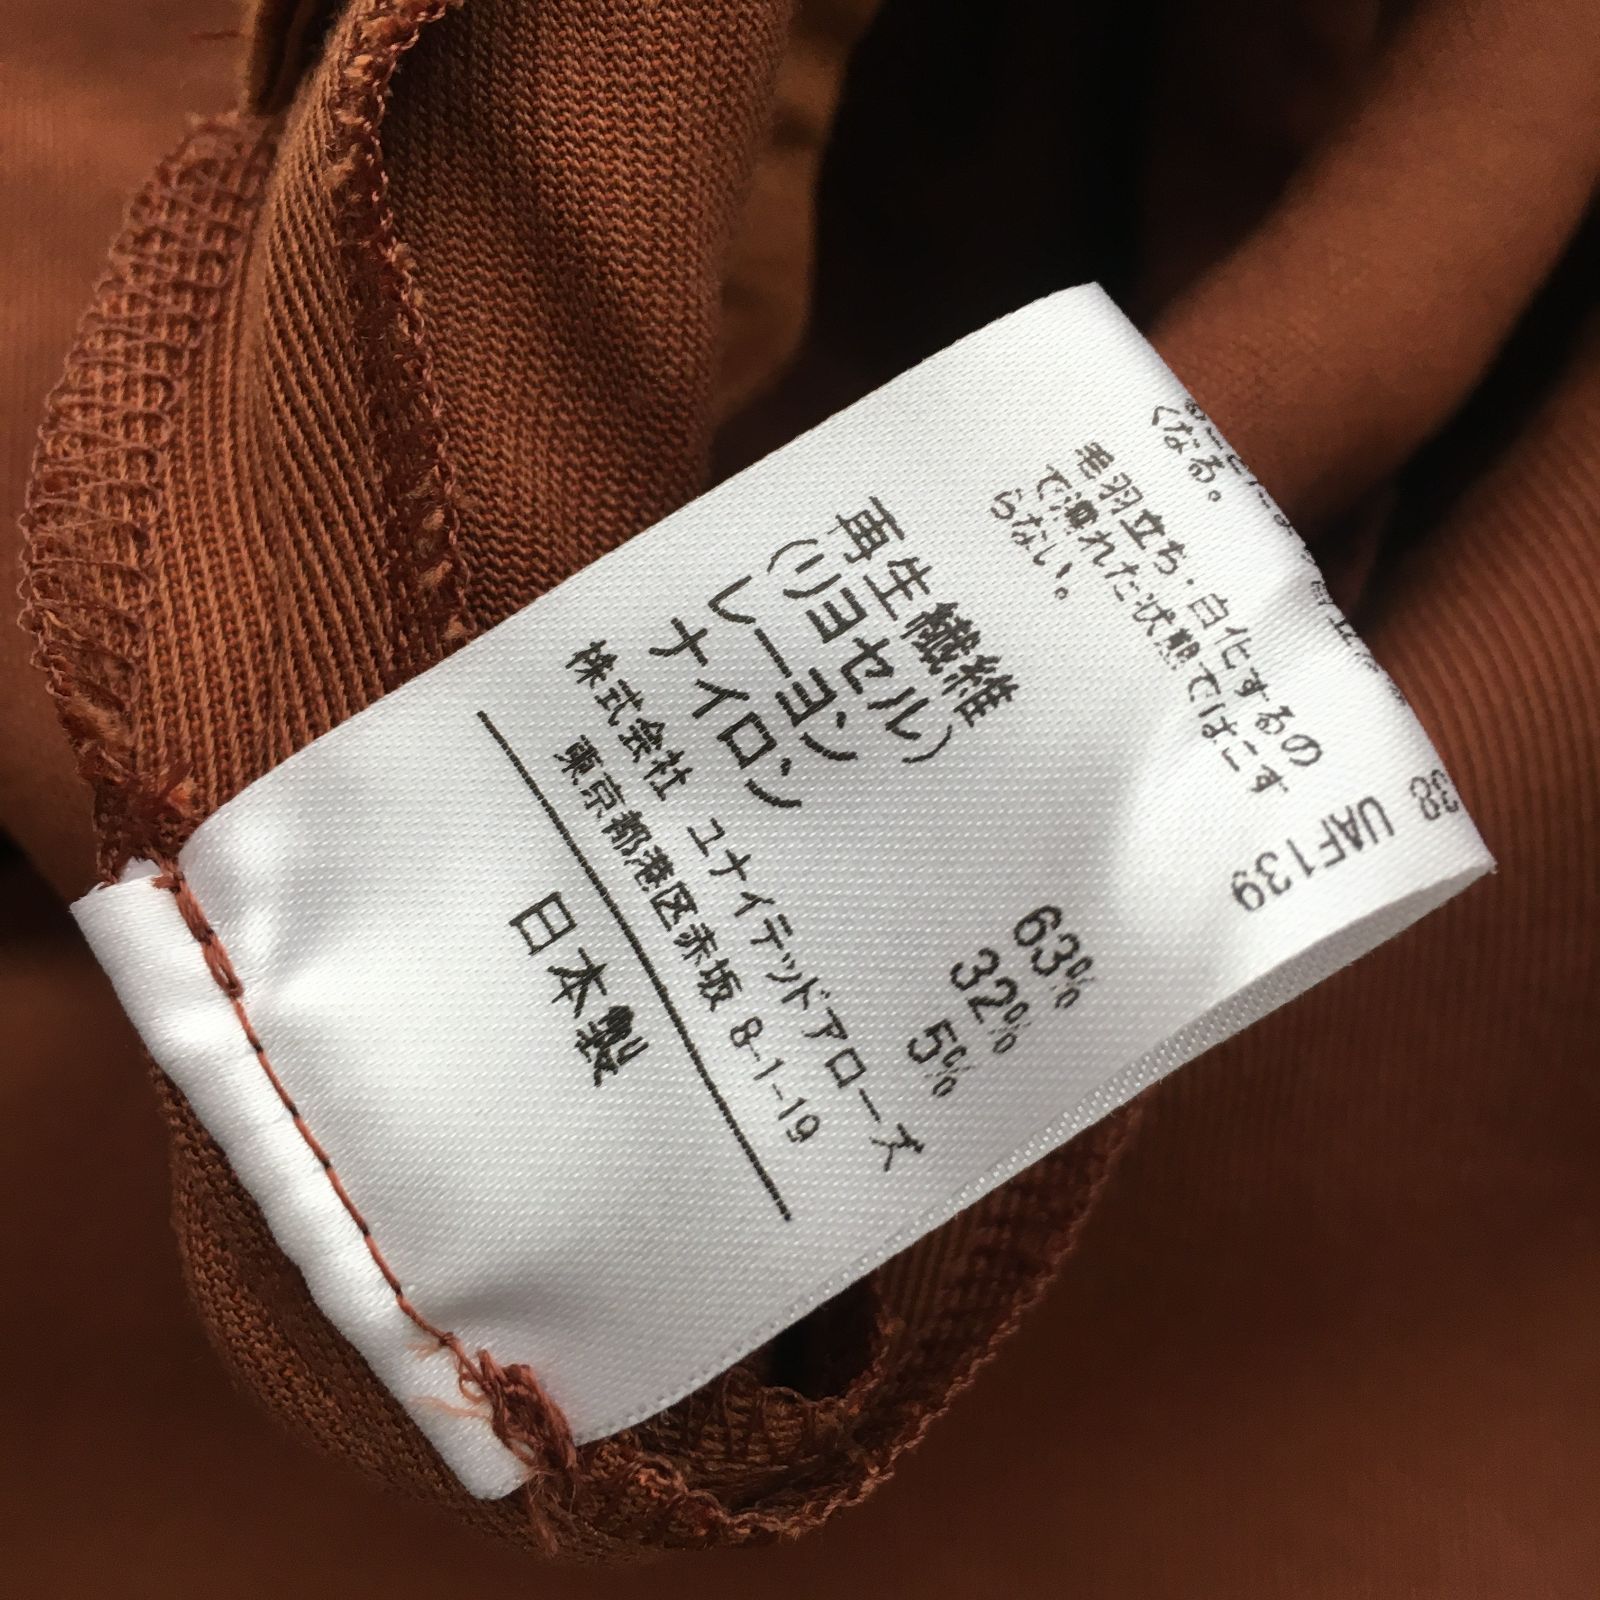 くなる。
毛羽立ち・白化するの
で濡れた状態ではこす
らない。
38 UAF139
再生繊維
(リヨセル) 63%
レーヨン 32%
ナイロン 5%
株式会社 ユナイテッドアローズ
東京都港区赤坂 8-1-19
日本製